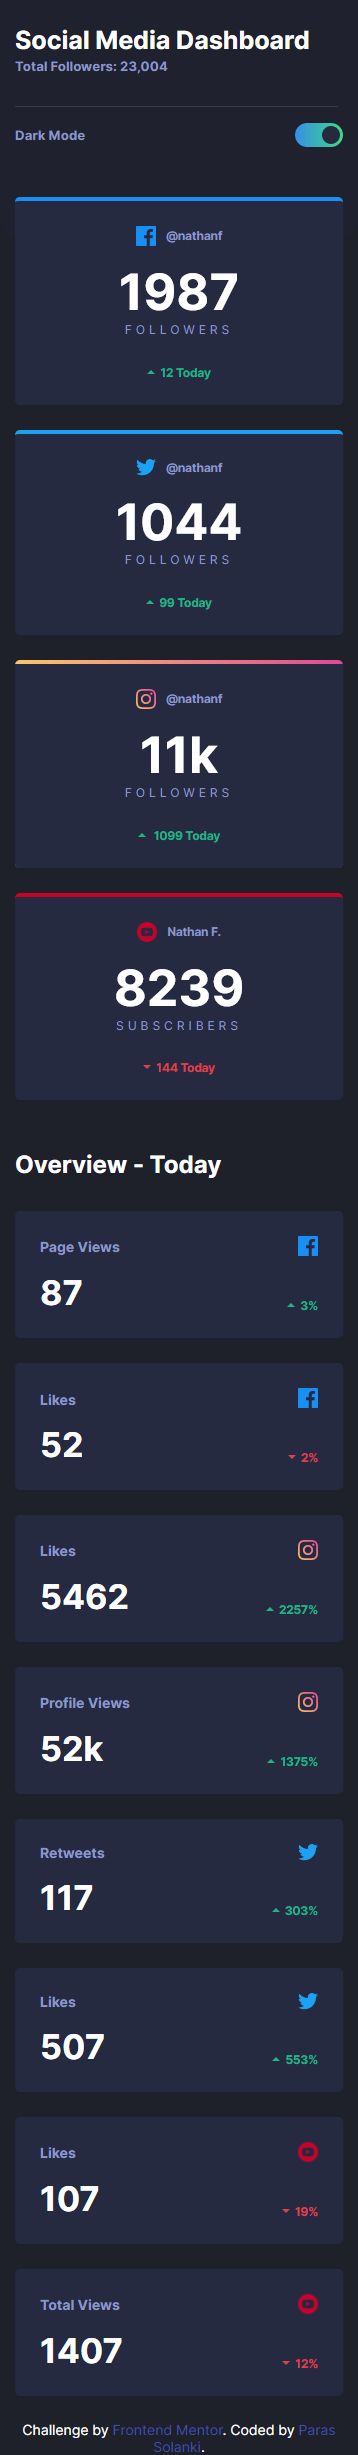 Social Media Dashboard
Total Followers: 23,004
Dark Mode
@nathanf
1987
FOLLOWERS
12 Today
@nathanf
1044
FOLLOWERS
99 Today
@nathanf
11k
FOLLOWERS
1099 Today
Nathan F.
8239
SUBSCRIBERS
144 Today
Overview - Today
Page Views
87
3%
Likes
52
2%
Likes
5462
2257%
Profile Views
52k
1375%
Retweets
117
303%
Likes
507
553%
Likes
107
19%
Total Views
1407
12%
Challenge by Frontend Mentor. Coded by Paras
Solanki.